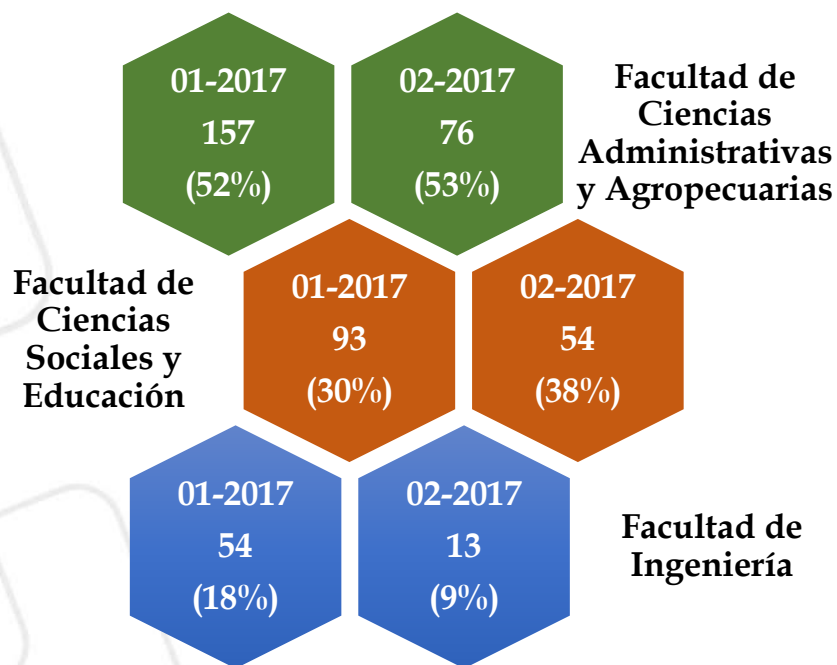 01-2017
157
(52%)
02-2017
76
(53%)
Facultad de
Ciencias
Administrativas
y Agropecuarias
Facultad de
Ciencias
Sociales y
Educación
01-2017
93
(30%)
02-2017
54
(38%)
01-2017
54
(18%)
02-2017
13
(9%)
Facultad de
Ingeniería